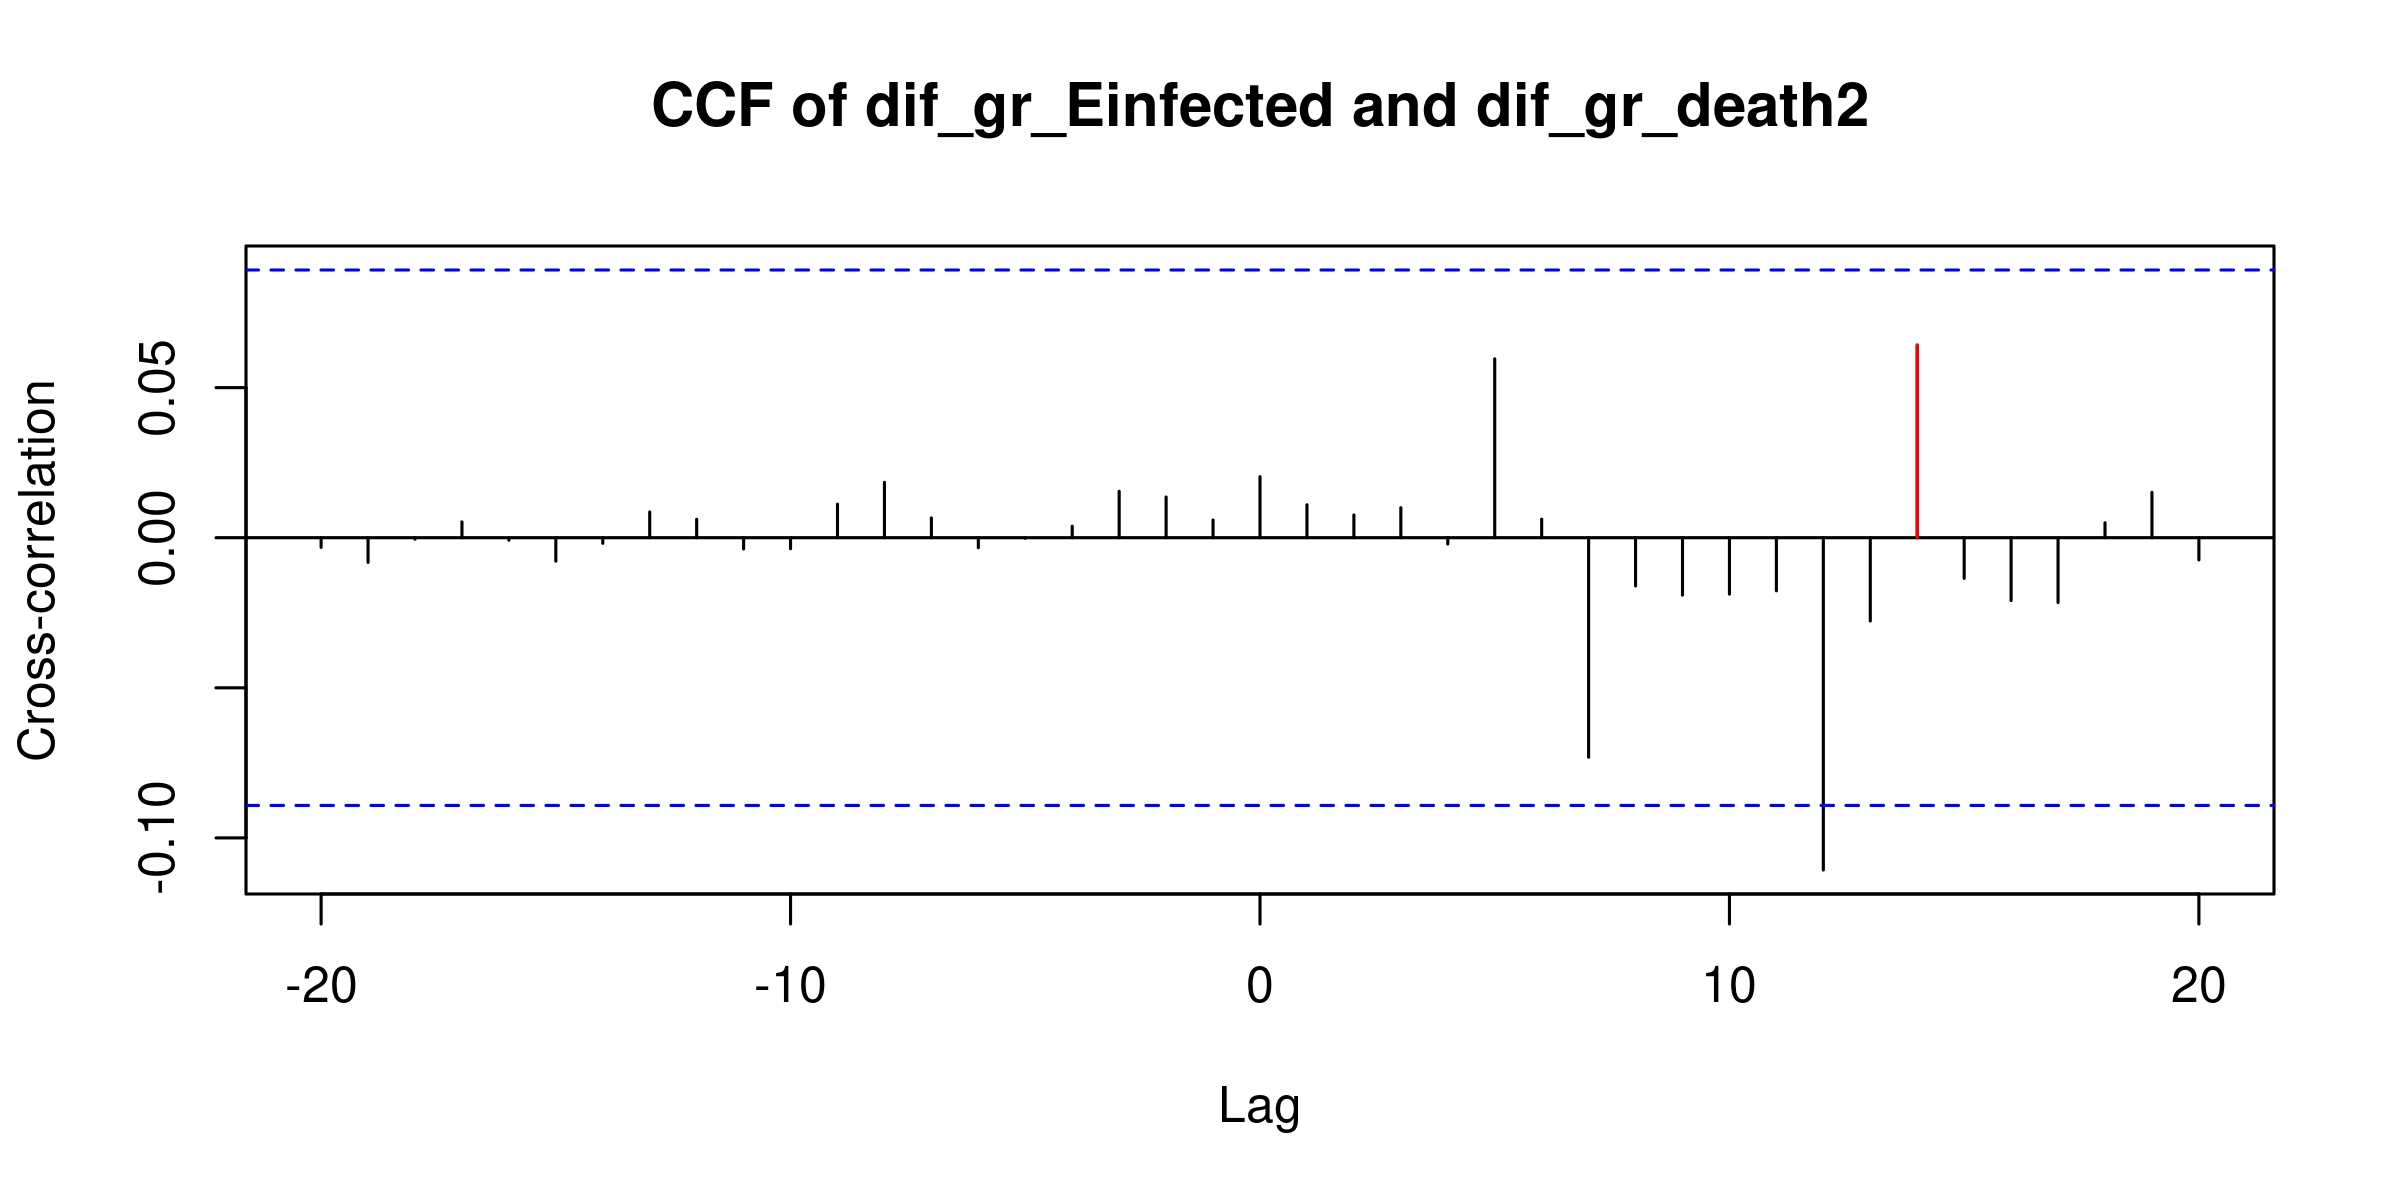 CCF of dif_gr_Einfected and dif_gr_death2
Cross-correlation
0.05
0.00
-0.10
-20 -10 0 10 20
Lag